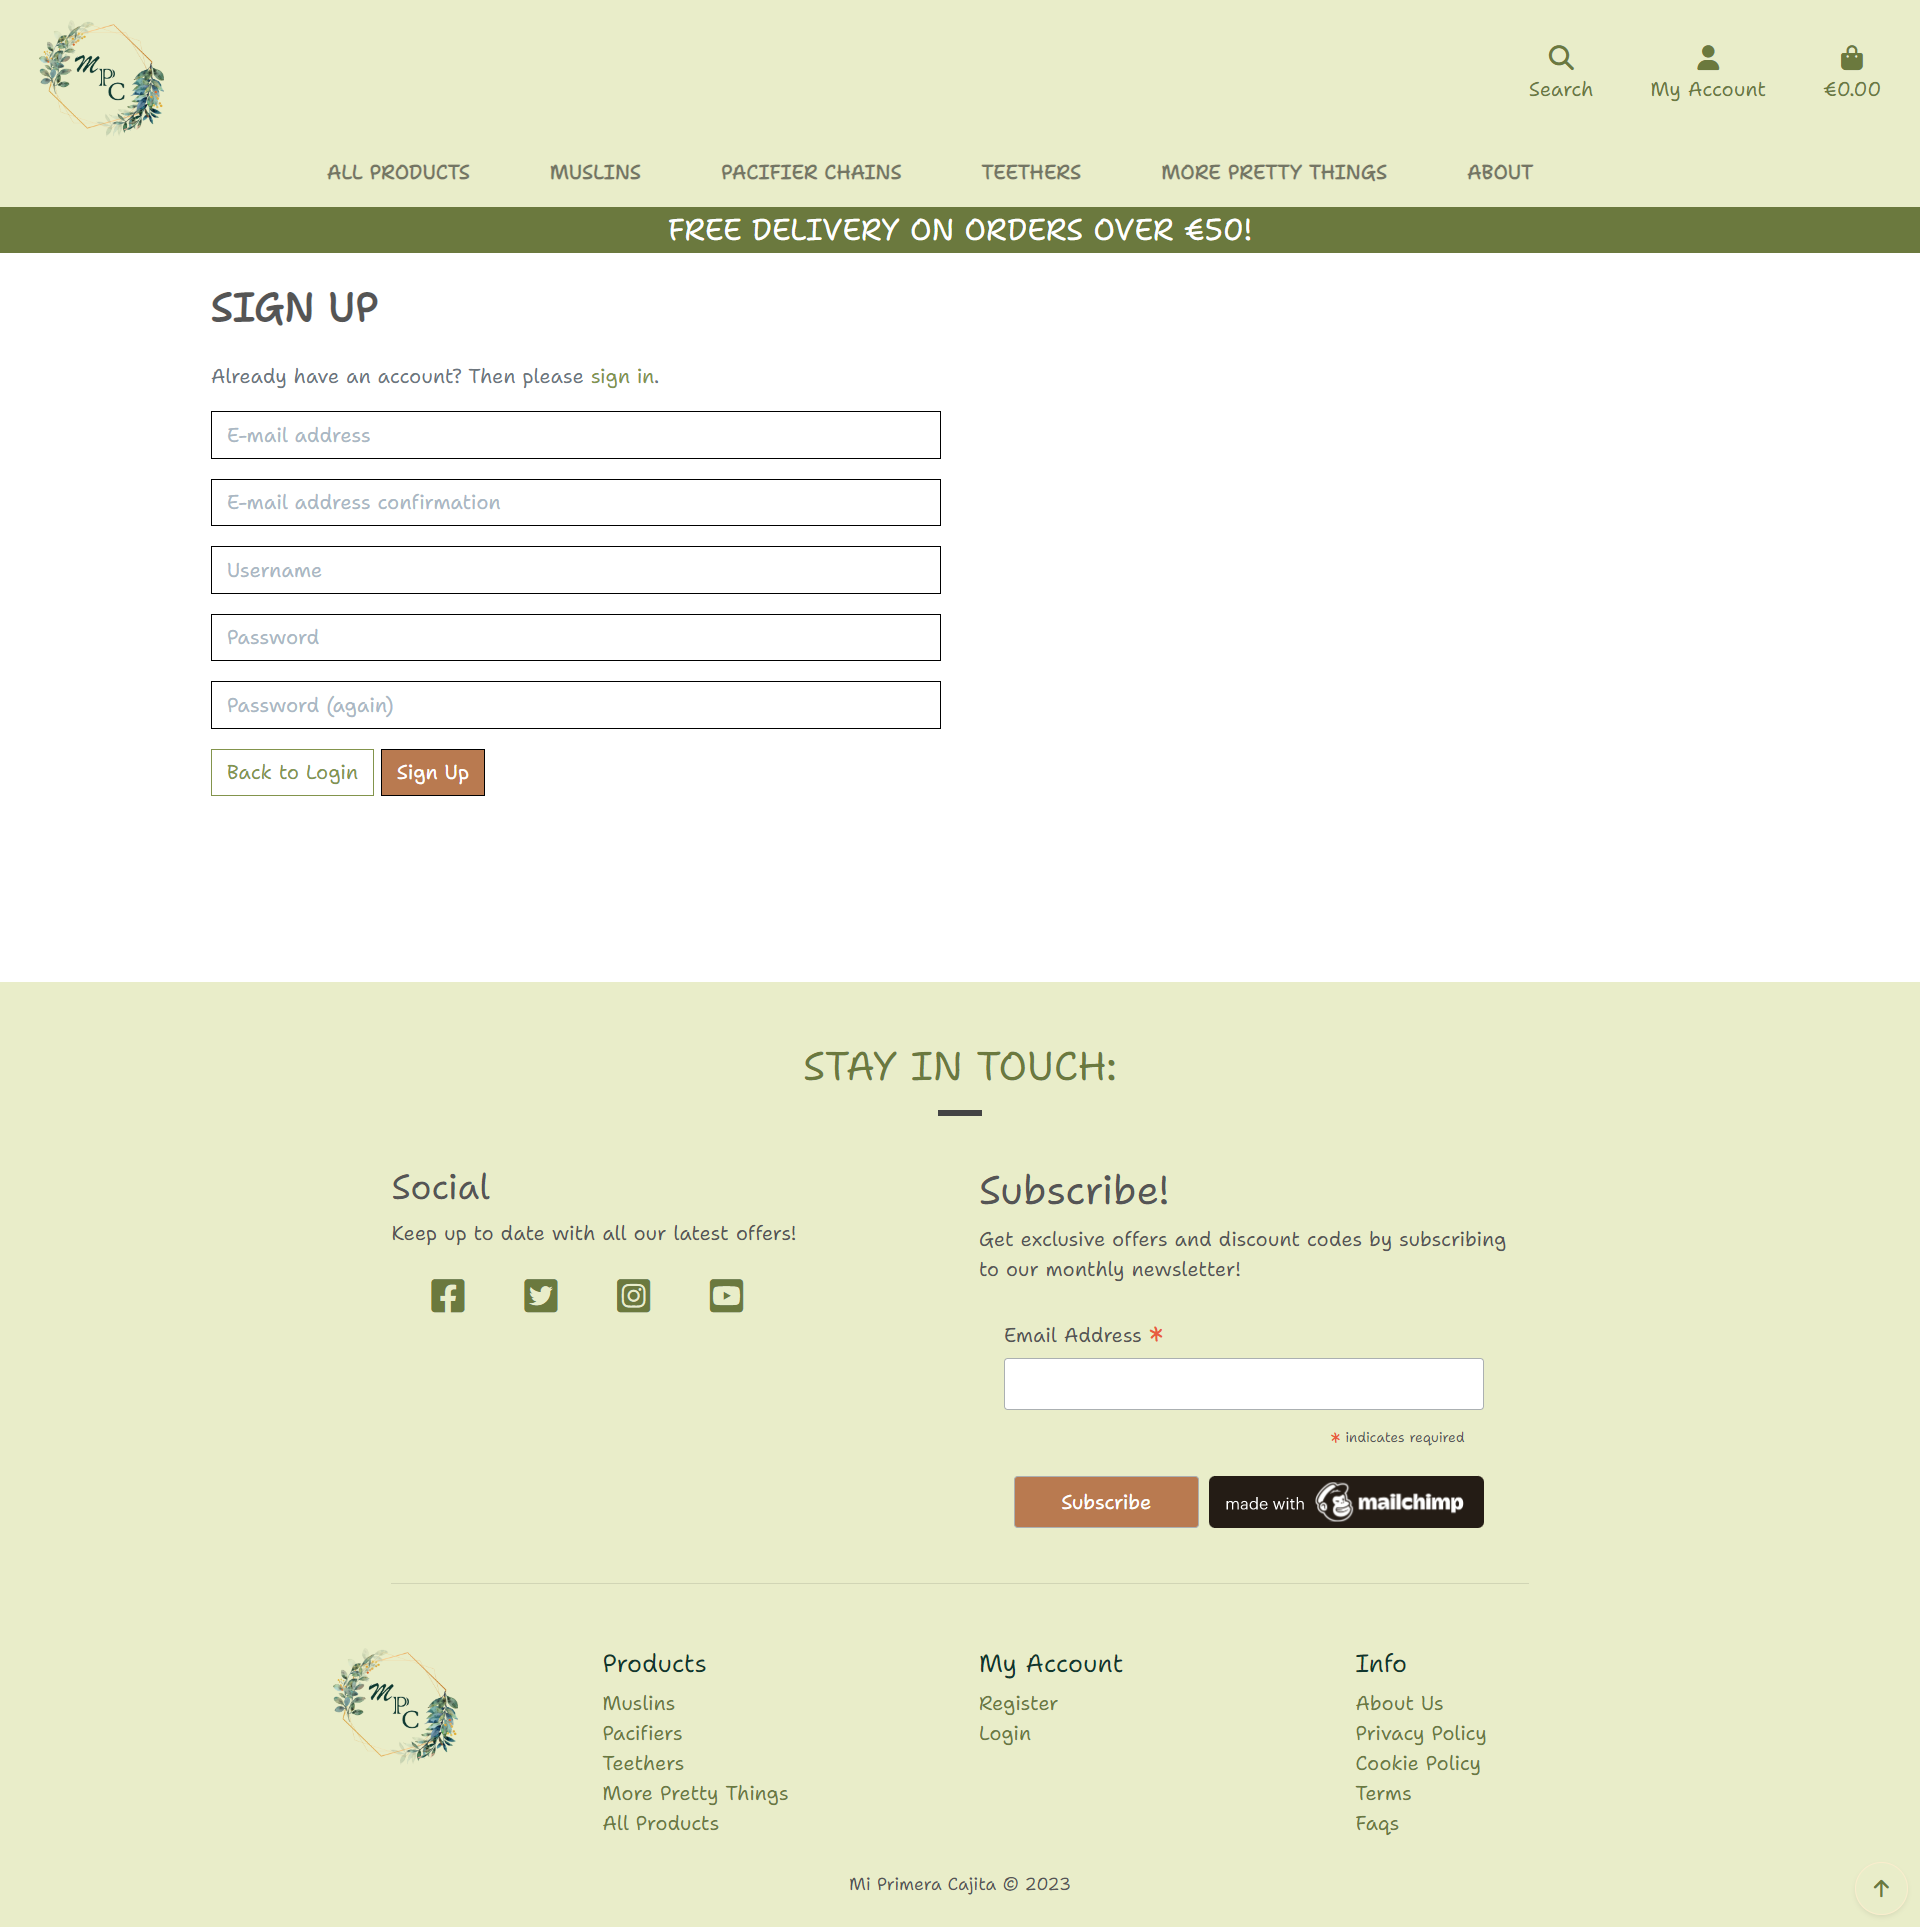 M
P
C
Search
My Account
€0.00
ALL PRODUCTS
MUSLINS
PACIFIER CHAINS
TEETHERS
MORE PRETTY THINGS
ABOUT
FREE DELIVERY ON ORDERS OVER €50!
SIGN UP
Already have an account? Then please sign in.
E-mail address
E-mail address confirmation
Username
Password
Password (again)
Back to Login
Sign Up
STAY IN TOUCH:
Social
Keep up to date with all our latest offers!
Subscribe!
Get exclusive offers and discount codes by subscribing
to our monthly newsletter!
Email Address *
* indicates required
Subscribe
made with mailchimp
M
P
C
Products
Muslins
Pacifiers
Teethers
More Pretty Things
All Products
My Account
Register
Login
Info
About Us
Privacy Policy
Cookie Policy
Terms
Faqs
Mi Primera Cajita © 2023